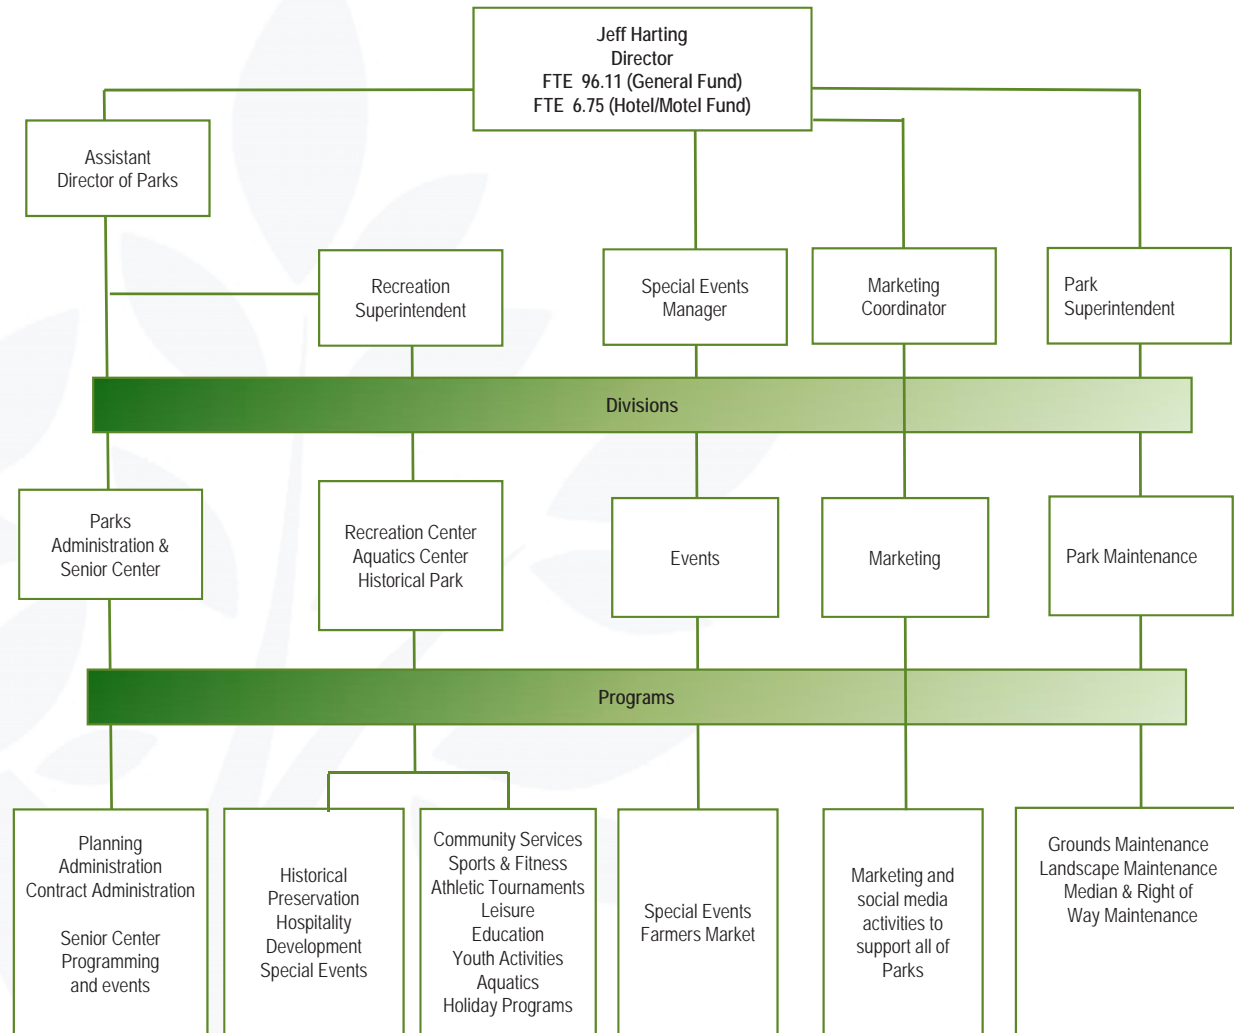 Jeff Harting
Director
FTE 96.11 (General Fund)
FTE 6.75 (Hotel/Motel Fund)
Assistant
Director of Parks
Recreation
Superintendent
Special Events
Manager
Marketing
Coordinator
Park
Superintendent
Divisions
Parks
Administration &
Senior Center
Recreation Center
Aquatics Center
Historical Park
Events
Marketing
Park Maintenance
Programs
Planning
Administration
Contract Administration
Senior Center
Programming
and events
Historical
Preservation
Hospitality
Development
Special Events
Community Services
Sports & Fitness
Athletic Tournaments
Leisure
Education
Youth Activities
Aquatics
Holiday Programs
Special Events
Farmers Market
Marketing and
social media
activities to
support all of
Parks
Grounds Maintenance
Landscape Maintenance
Median & Right of
Way Maintenance